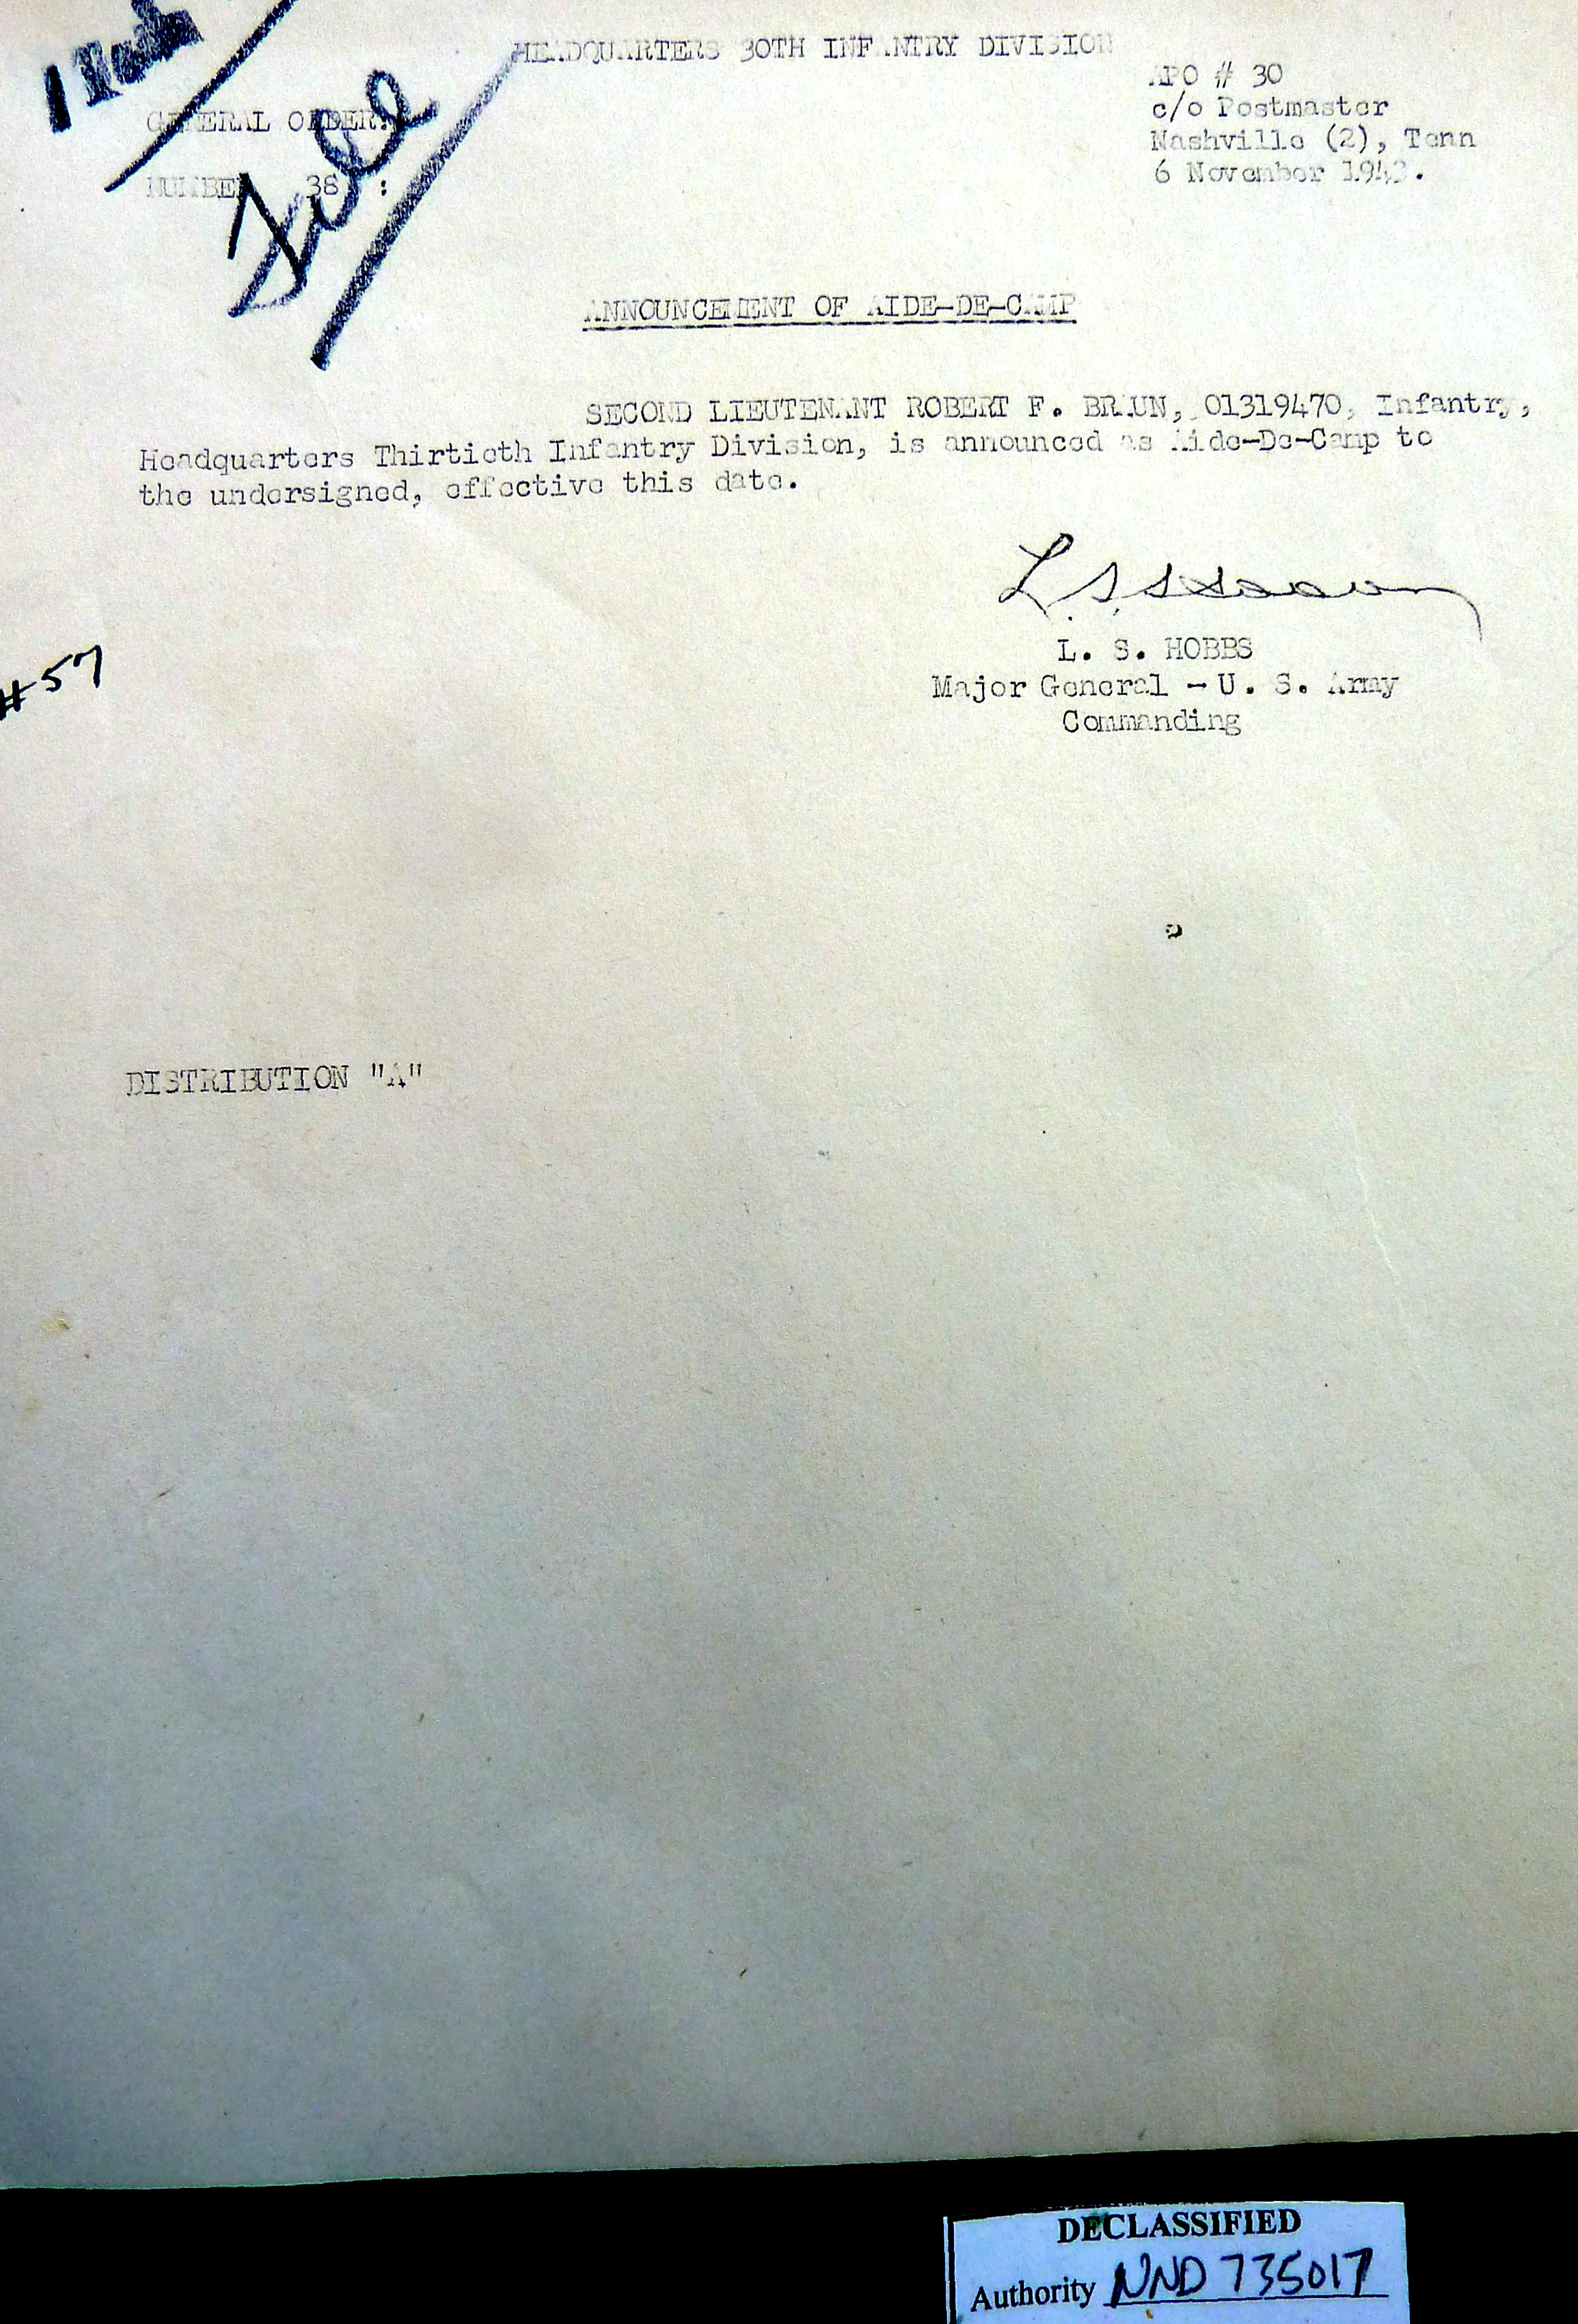 HEADQUARTERS 30TH INFANTRY DIVISION
APO # 30
c/o Postmaster
Nashville (2), Tenn
6 November 1943.
GENERAL ORDERS
NUMBER 38 :
File
ANNOUNCEMENT OF AIDE-DE-CAMP
SECOND LIEUTENANT ROBERT F. BRAUN, 01319470, Infantry,
Headquarters Thirtieth Infantry Division, is announced as Aide-De-Camp to
the undersigned, effective this date.
L. S. HOBBS
Major General - U. S. Army
Commanding
#57
DISTRIBUTION "A"
DECLASSIFIED
Authority NND 735017